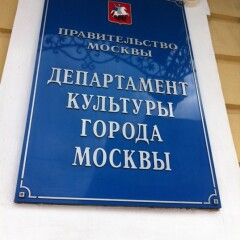 ПРАВИТЕЛЬСТВО
МОСКВЫ
ДЕПАРТАМЕНТ
КУЛЬТУРЫ
ГОРОДА
МОСКВЫ